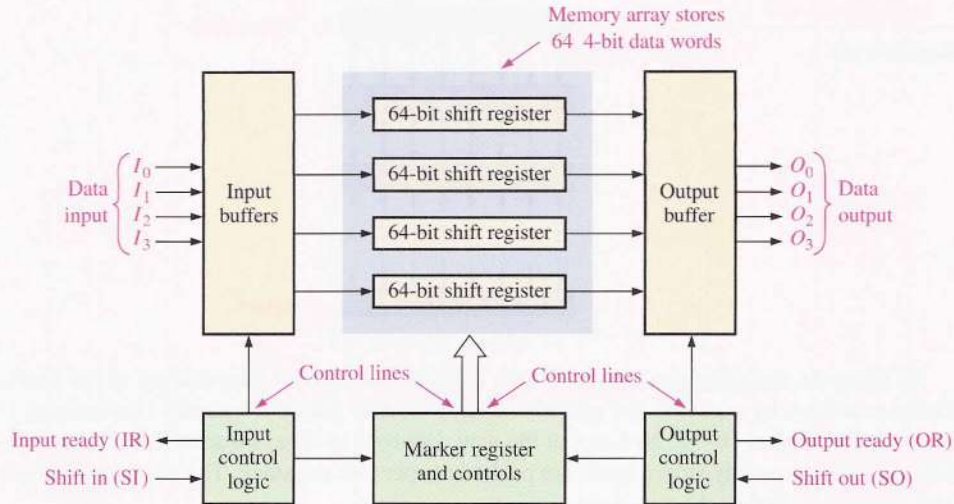 Memory array stores
64 4-bit data words
64-bit shift register
64-bit shift register
64-bit shift register
64-bit shift register
Data
input
I0
I1
I2
I3
Input
buffers
Output
buffer
O0
O1
O2
O3
Data
output
Control lines
Control lines
Input ready (IR)
Shift in (SI)
Input
control
logic
Marker register
and controls
Output
control
logic
Output ready (OR)
Shift out (SO)